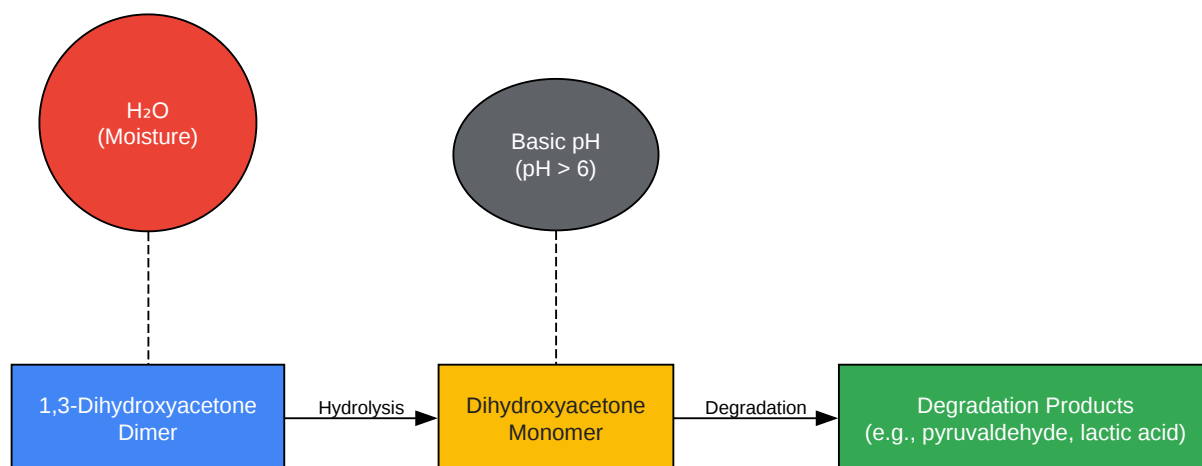 H₂O
(Moisture)
Basic pH
(pH > 6)
1,3-Dihydroxyacetone
Dimer
Hydrolysis
Dihydroxyacetone
Monomer
Degradation
Degradation Products
(e.g., pyruvaldehyde, lactic acid)